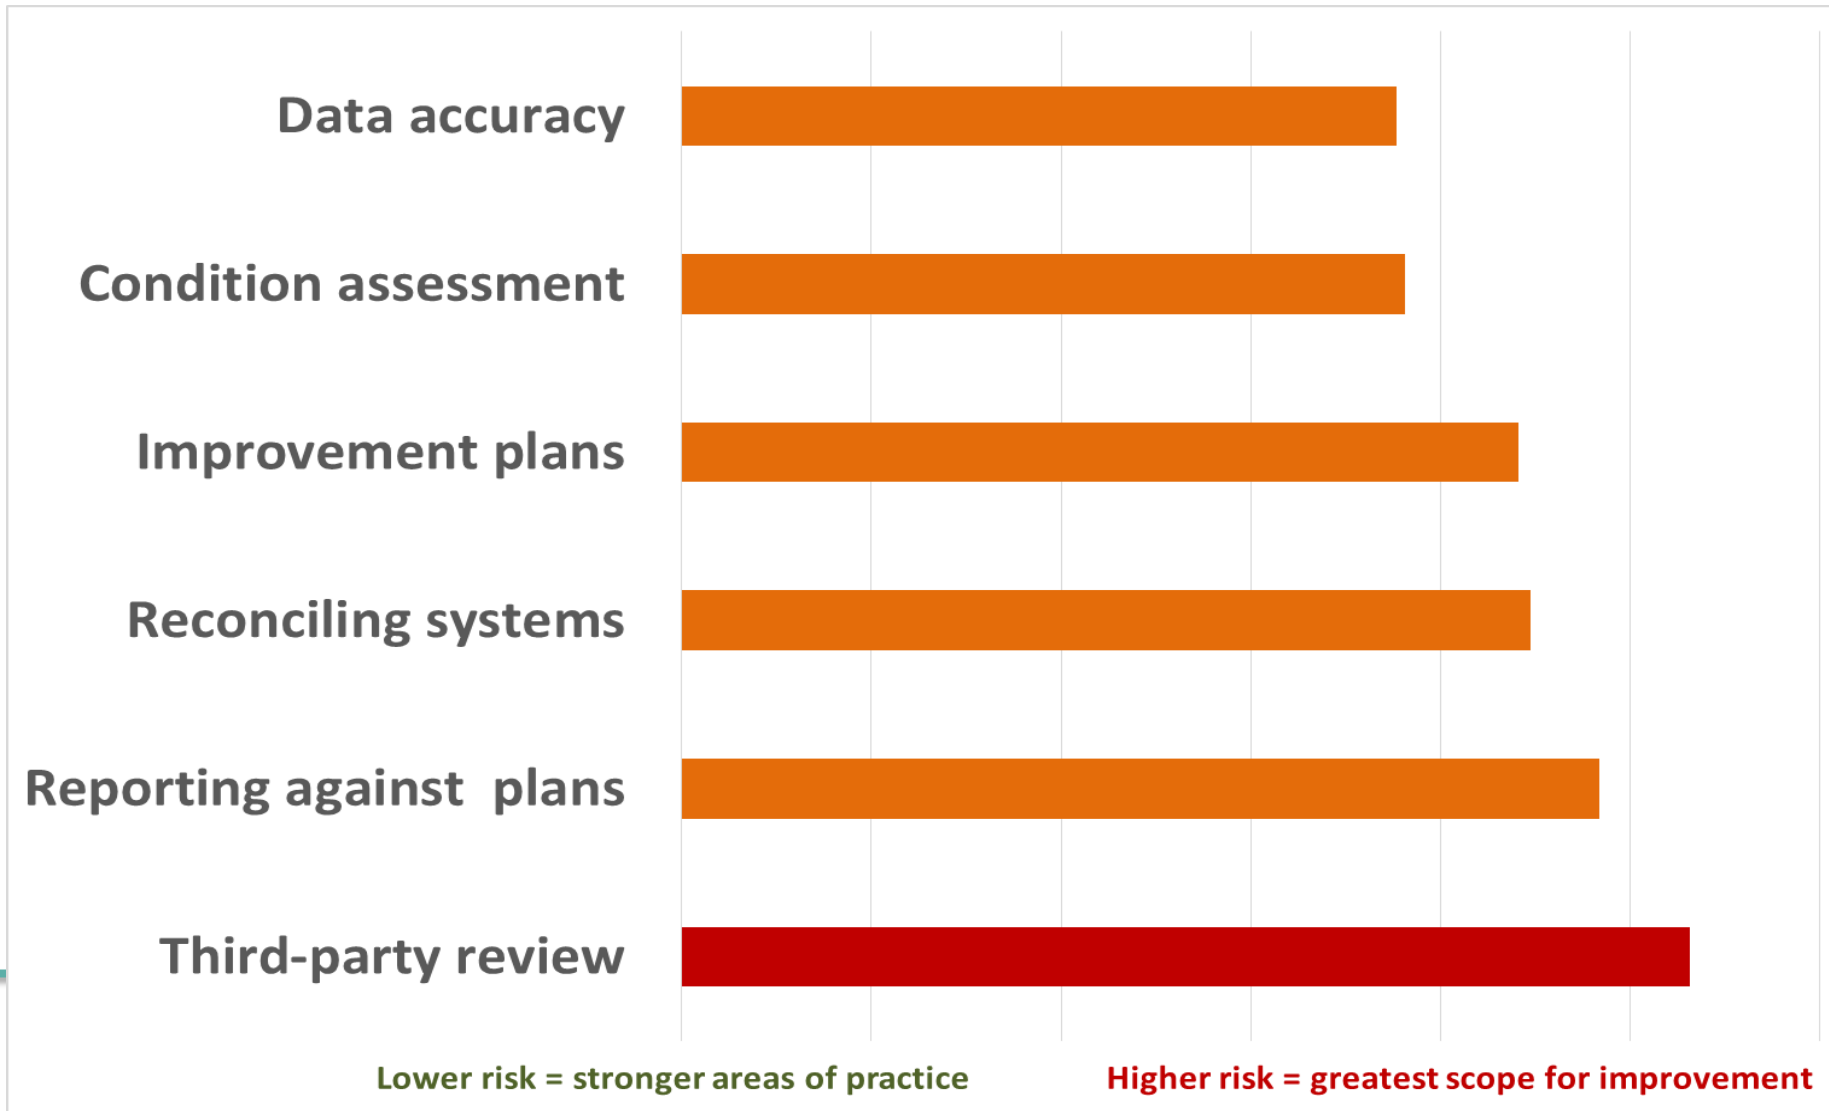 Data accuracy
Condition assessment
Improvement plans
Reconciling systems
Reporting against  plans
Third-party review
Lower risk = stronger areas of practice
Higher risk = greatest scope for improvement